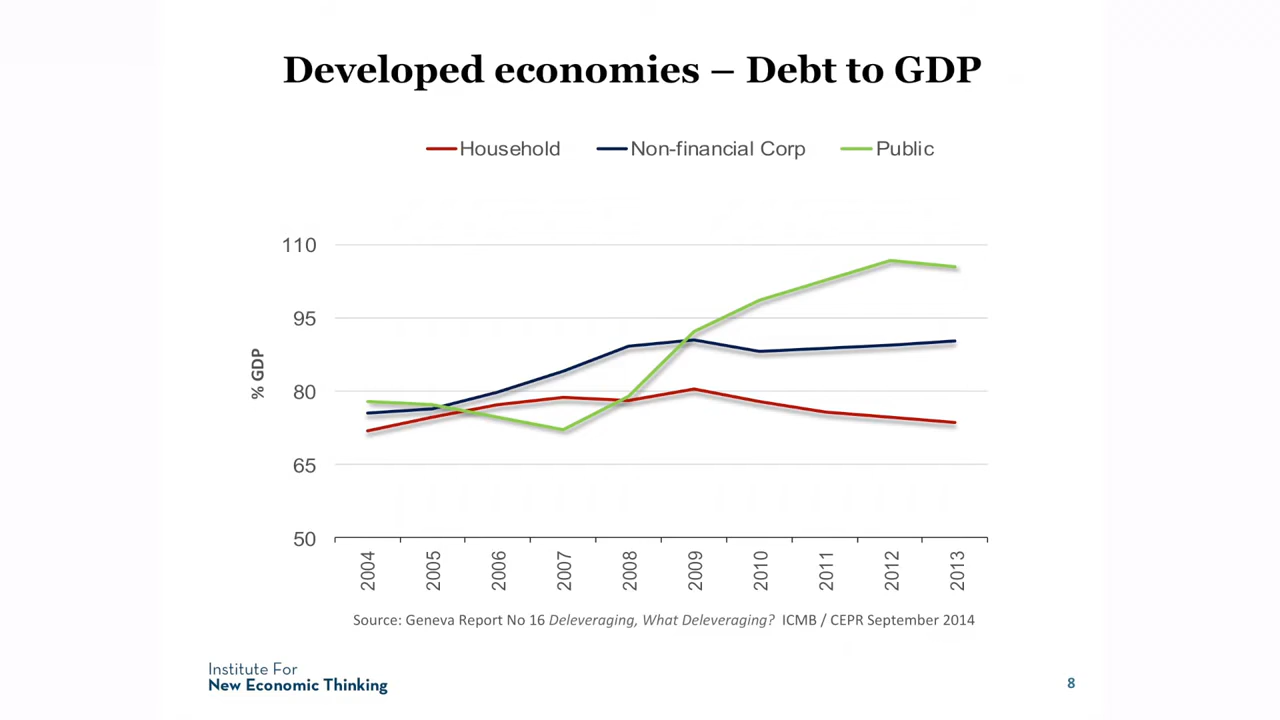 Developed economies – Debt to GDP
Household Non-financial Corp Public
110
95
80
65
50
% GDP
2004 2005 2006 2007 2008 2009 2010 2011 2012 2013
Source: Geneva Report No 16 Deleveraging, What Deleveraging? ICMB / CEPR September 2014
Institute For
New Economic Thinking
8